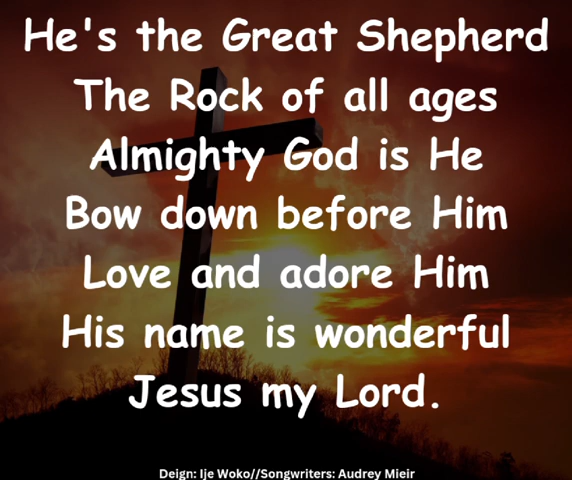 He's the Great Shepherd
The Rock of all ages
Almighty God is He
Bow down before Him
Love and adore Him
His name is wonderful
Jesus my Lord.
Deign: Ije Woko//Songwriters: Audrey Mieir